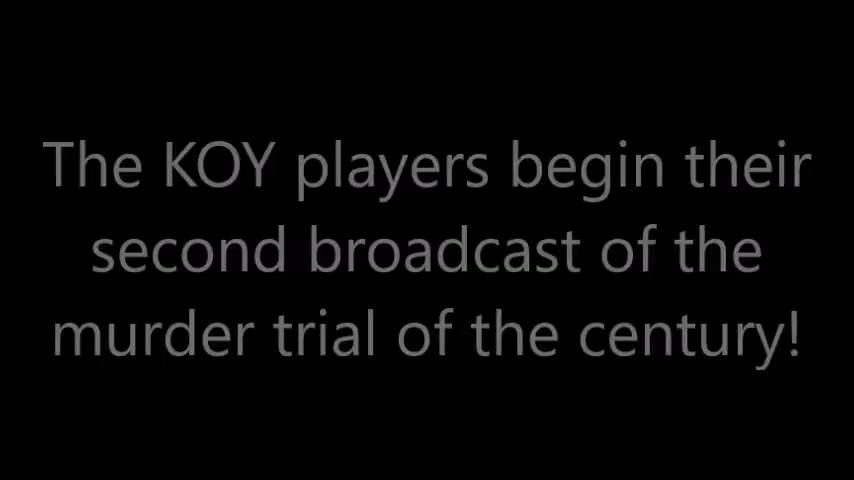 The KOY players begin their
second broadcast of the
murder trial of the century!